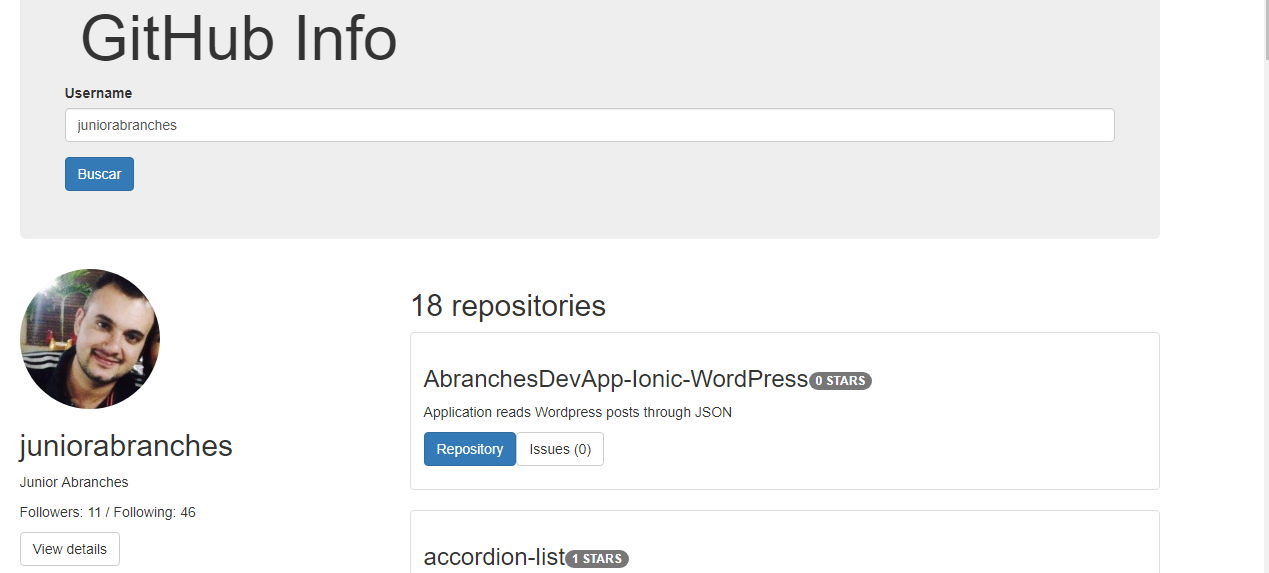 GitHub Info
Username
juniorabranches
Buscar
juniorabranches
Junior Abranches
Followers: 11 / Following: 46
View details
18 repositories
AbranchesDevApp-Ionic-WordPress 0 STARS
Application reads Wordpress posts through JSON
Repository Issues (0)
accordion-list 1 STARS